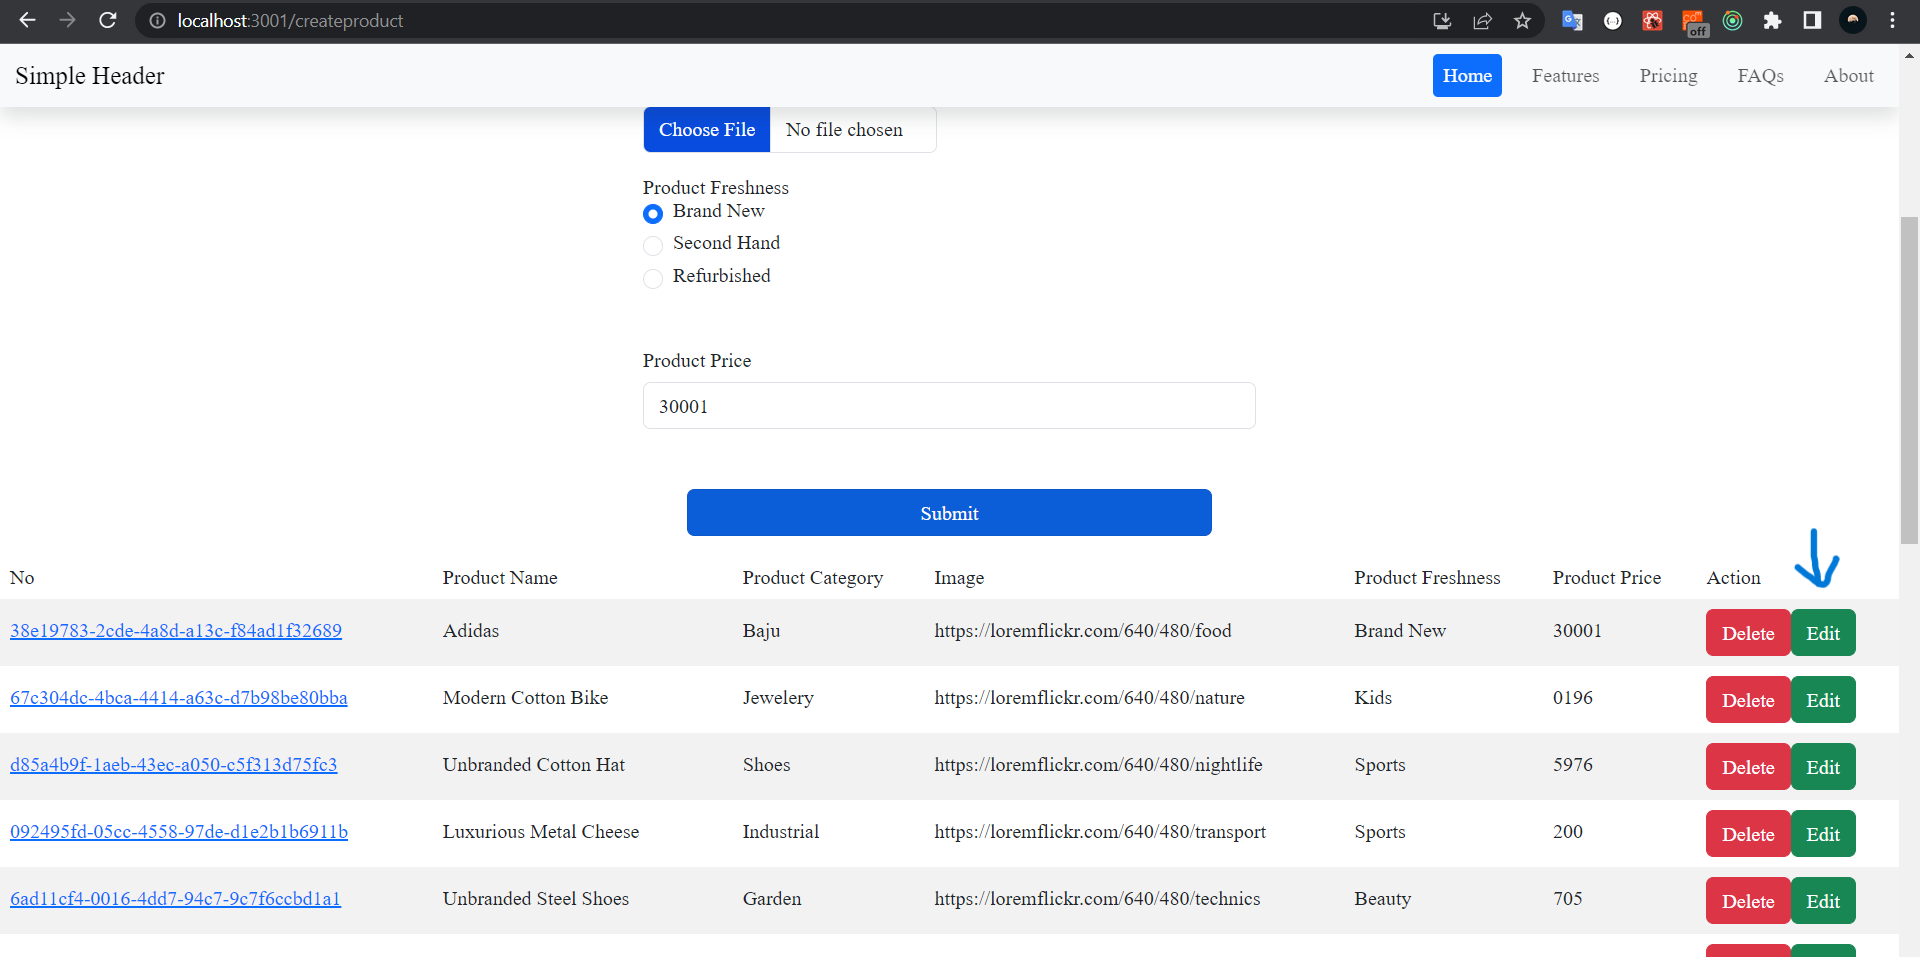 localhost:3001/createproduct
off
Simple Header Home Features Pricing FAQs About
Choose File No file chosen
Product Freshness
Brand New
Second Hand
Refurbished
Product Price
30001
Submit
No Product Name Product Category Image Product Freshness Product Price Action
38e19783-2cde-4a8d-a13c-f84ad1f32689 Adidas Baju https://loremflickr.com/640/480/food Brand New 30001 Delete Edit
67c304dc-4bca-4414-a63c-d7b98be80bba Modern Cotton Bike Jewelery https://loremflickr.com/640/480/nature Kids 0196 Delete Edit
d85a4b9f-1aeb-43ec-a050-c5f313d75fc3 Unbranded Cotton Hat Shoes https://loremflickr.com/640/480/nightlife Sports 5976 Delete Edit
092495fd-05cc-4558-97de-d1e2b1b6911b Luxurious Metal Cheese Industrial https://loremflickr.com/640/480/transport Sports 200 Delete Edit
6ad11cf4-0016-4dd7-94c7-9c7f6ccbd1a1 Unbranded Steel Shoes Garden https://loremflickr.com/640/480/technics Beauty 705 Delete Edit